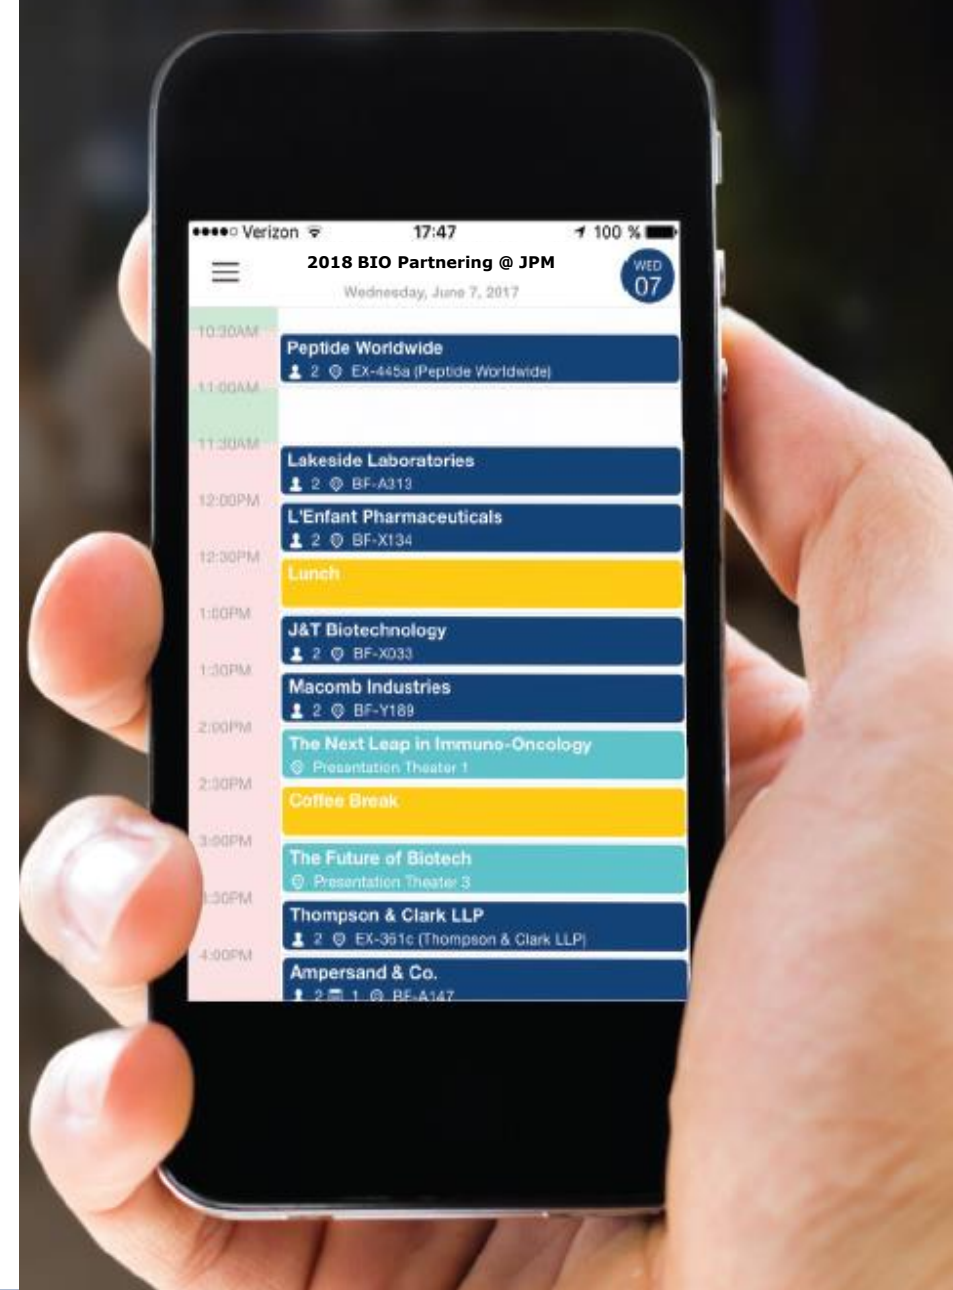 Verizon 17:47 100 %
2018 BIO Partnering @ JPM
Wednesday, June 7, 2017
WED
07
10:30AM
Peptide Worldwide
2 EX-445a (Peptide Worldwide)
11:00AM
11:30AM
Lakeside Laboratories
2 BF-A313
12:00PM
L'Enfant Pharmaceuticals
2 BF-X134
12:30PM
Lunch
1:00PM
J&T Biotechnology
2 BF-X033
1:30PM
Macomb Industries
2 BF-Y189
2:00PM
The Next Leap in Immuno-Oncology
Presentation Theater 1
2:30PM
Coffee Break
3:00PM
The Future of Biotech
Presentation Theater 3
:30PM
Thompson & Clark LLP
2 EX-361c (Thompson & Clark LLP)
4:00PM
Ampersand & Co.
2 1 BF-A147